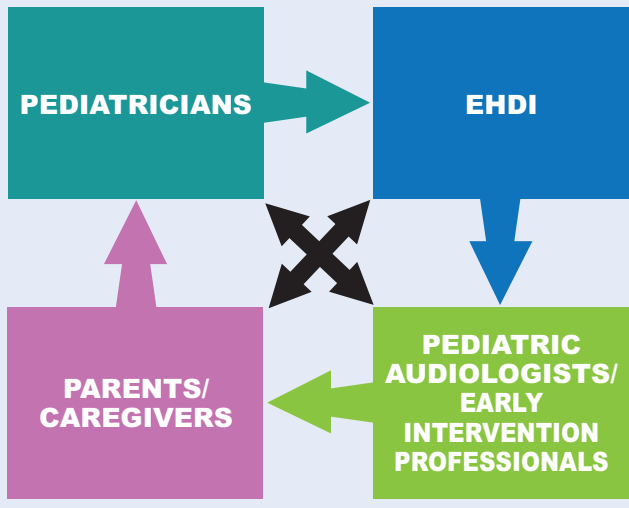 PEDIATRICIANS
EHDI
PARENTS/
CAREGIVERS
PEDIATRIC
AUDIOLOGISTS/
EARLY
INTERVENTION
PROFESSIONALS